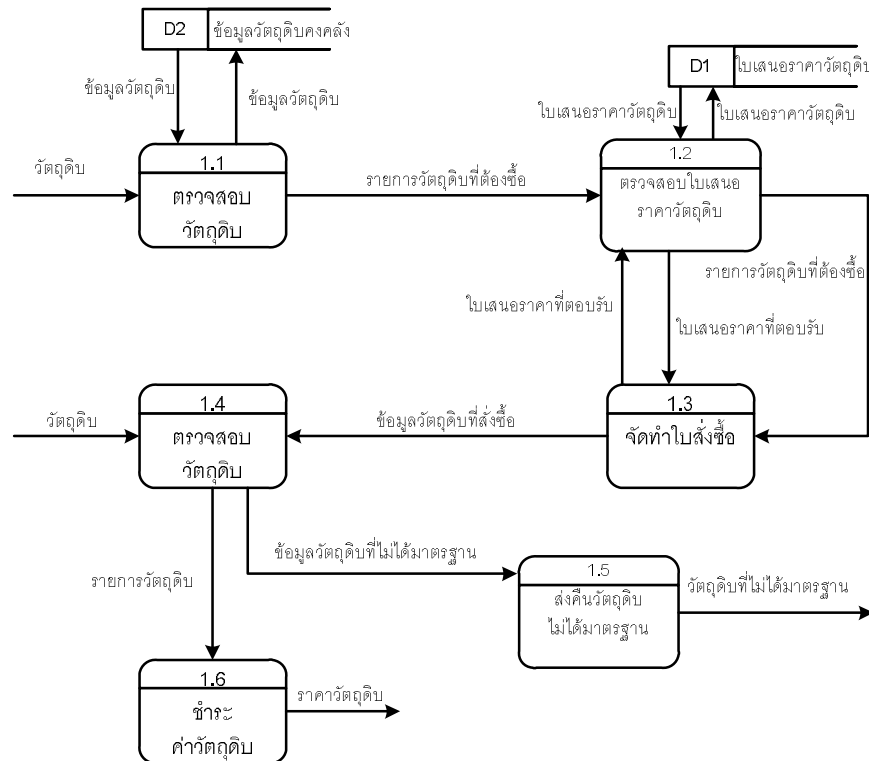 D2
ข้อมูลวัตถุดิบคงคลัง
D1
ใบเสนอราคาวัตถุดิบ
ข้อมูลวัตถุดิบ
ข้อมูลวัตถุดิบ
ใบเสนอราคาวัตถุดิบ
ใบเสนอราคาวัตถุดิบ
วัตถุดิบ
1.1
ตรวจสอบ
วัตถุดิบ
รายการวัตถุดิบที่ต้องซื้อ
1.2
ตรวจสอบใบเสนอ
ราคาวัตถุดิบ
รายการวัตถุดิบที่ต้องซื้อ
ใบเสนอราคาที่ตอบรับ
ใบเสนอราคาที่ตอบรับ
วัตถุดิบ
1.4
ตรวจสอบ
วัตถุดิบ
ข้อมูลวัตถุดิบที่สั่งซื้อ
1.3
จัดทำใบสั่งซื้อ
ข้อมูลวัตถุดิบที่ไม่ได้มาตรฐาน
รายการวัตถุดิบ
1.5
ส่งคืนวัตถุดิบ
ไม่ได้มาตรฐาน
วัตถุดิบที่ไม่ได้มาตรฐาน
1.6
ชำระ
ค่าวัตถุดิบ
ราคาวัตถุดิบ